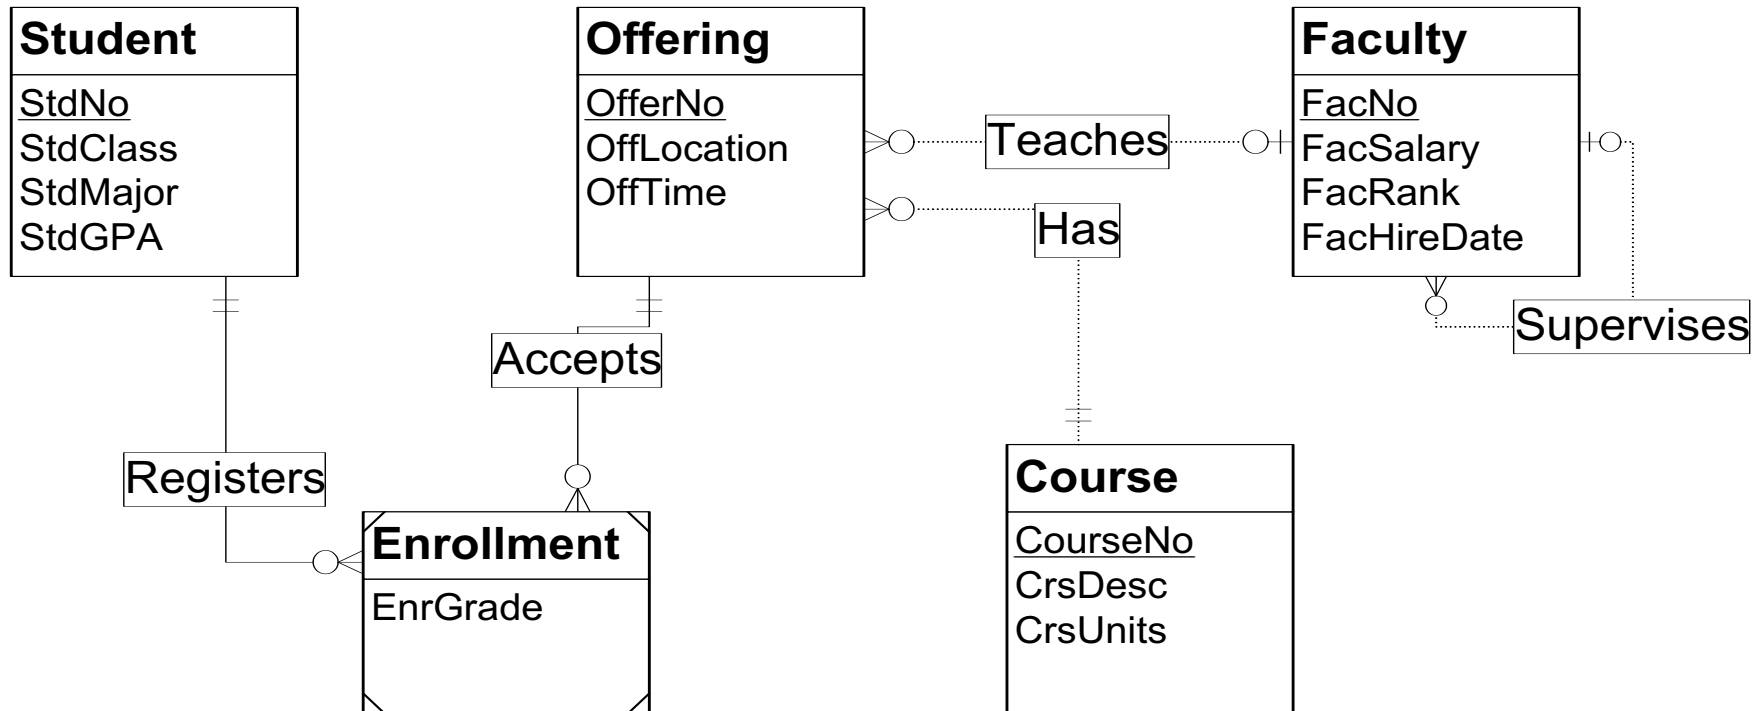 Student
StdNo
StdClass
StdMajor
StdGPA
Offering
OfferNo
OffLocation
OffTime
Teaches
Has
Faculty
FacNo
FacSalary
FacRank
FacHireDate
Supervises
Accepts
Registers
Enrollment
EnrGrade
Course
CourseNo
CrsDesc
CrsUnits